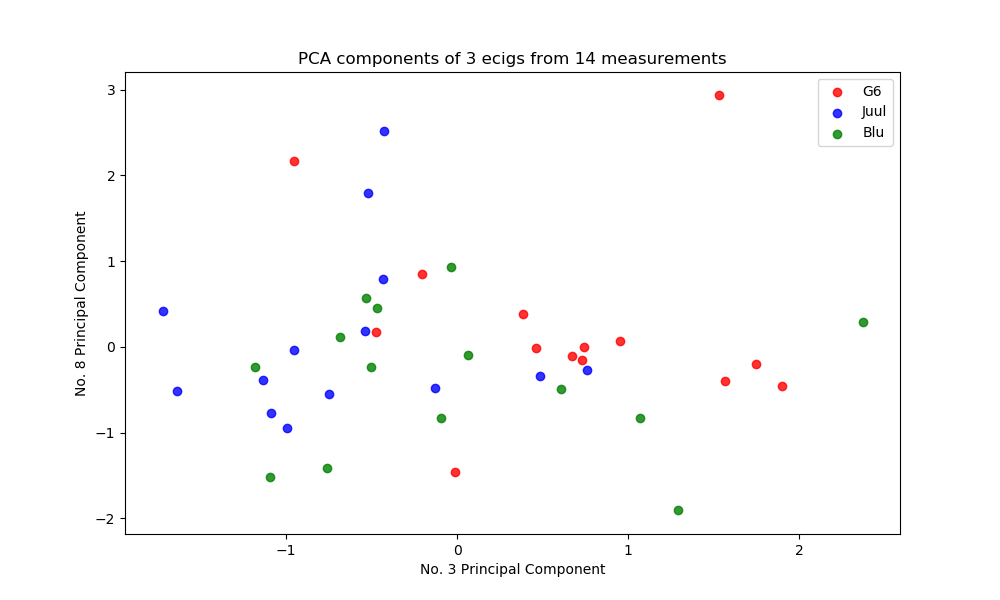 PCA components of 3 ecigs from 14 measurements
G6
Juul
Blu
3
2
1
0
−1
−2
No. 8 Principal Component
−1
0
1
2
No. 3 Principal Component